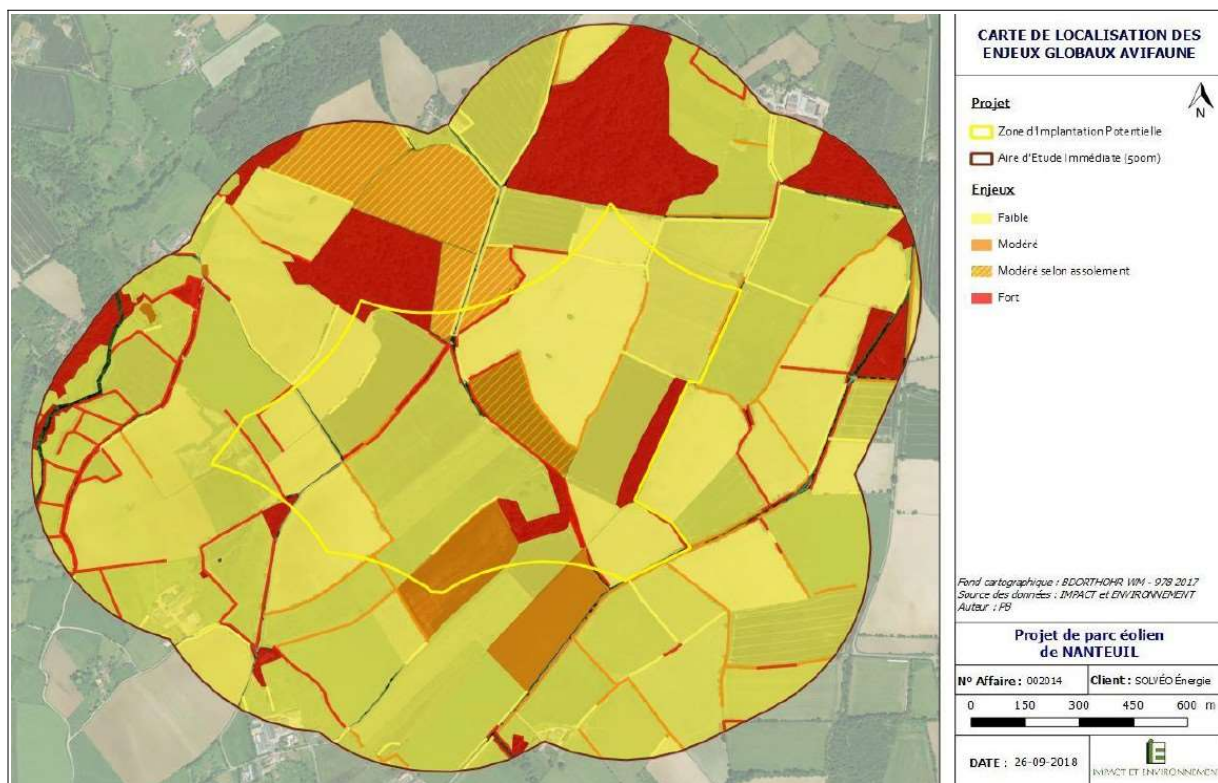 CARTE DE LOCALISATION DES
ENJEUX GLOBAUX AVIFAUNE
N
Projet
Zone d'Implantation Potentielle
Aire d'Etude Immédiate (500m)
Enjeux
Faible
Modéré
Modéré selon assolement
Fort
Fond cartographique : BDORTHOHR WM - 978 2017
Source des données : IMPACT et ENVIRONNEMENT
Auteur : PB
Projet de parc éolien
de NANTEUIL
N° Affaire : 002014 Client : SOLVÉO Énergie
0 150 300 450 600 m
DATE : 26-09-2018
IMPACT ET ENVIRONNEMENT